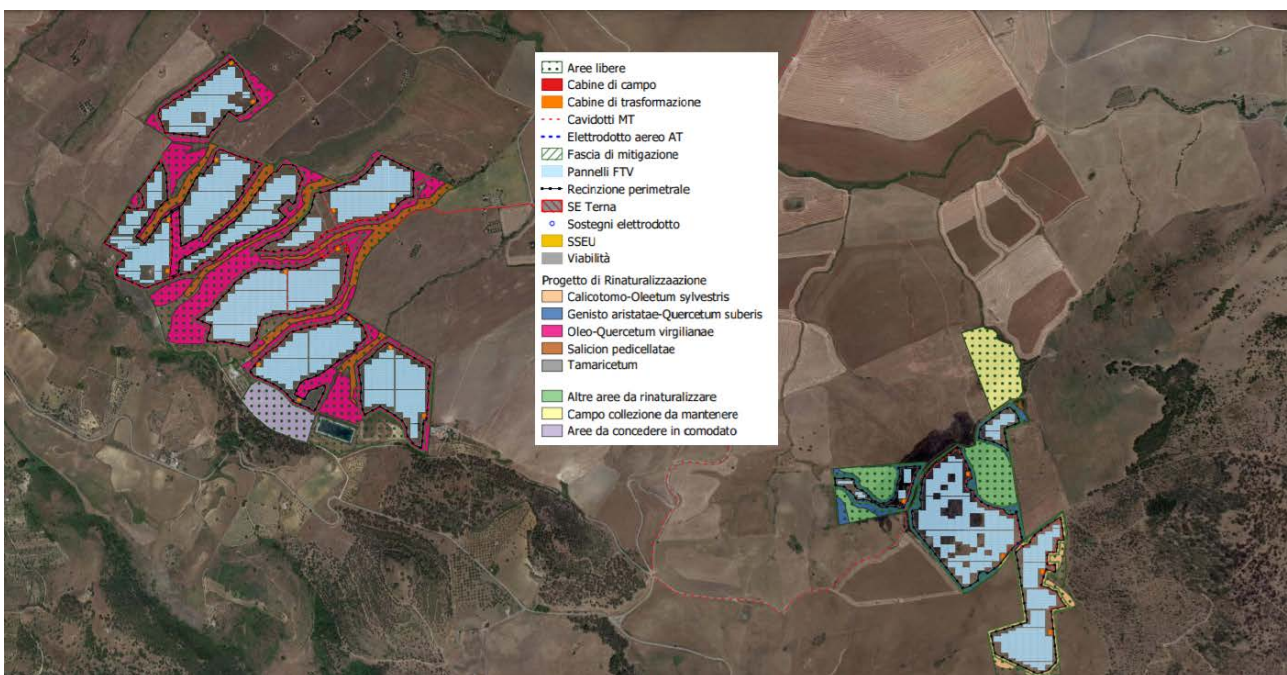 Aree libere
Cabine di campo
Cabine di trasformazione
Cavidotti MT
Elettrodotto aereo AT
Fascia di mitigazione
Pannelli FTV
Recinzione perimetrale
SE Terna
Sostegni elettrodotto
SSEU
Viabilità
Progetto di Rinaturalizzaazione
Calicotomo-Oleetum sylvestris
Genisto aristatae-Quercetum suberis
Oleo-Quercetum virgilianae
Salicion pedicellatae
Tamaricetum
Altre aree da rinaturalizzare
Campo collezione da mantenere
Aree da concedere in comodato